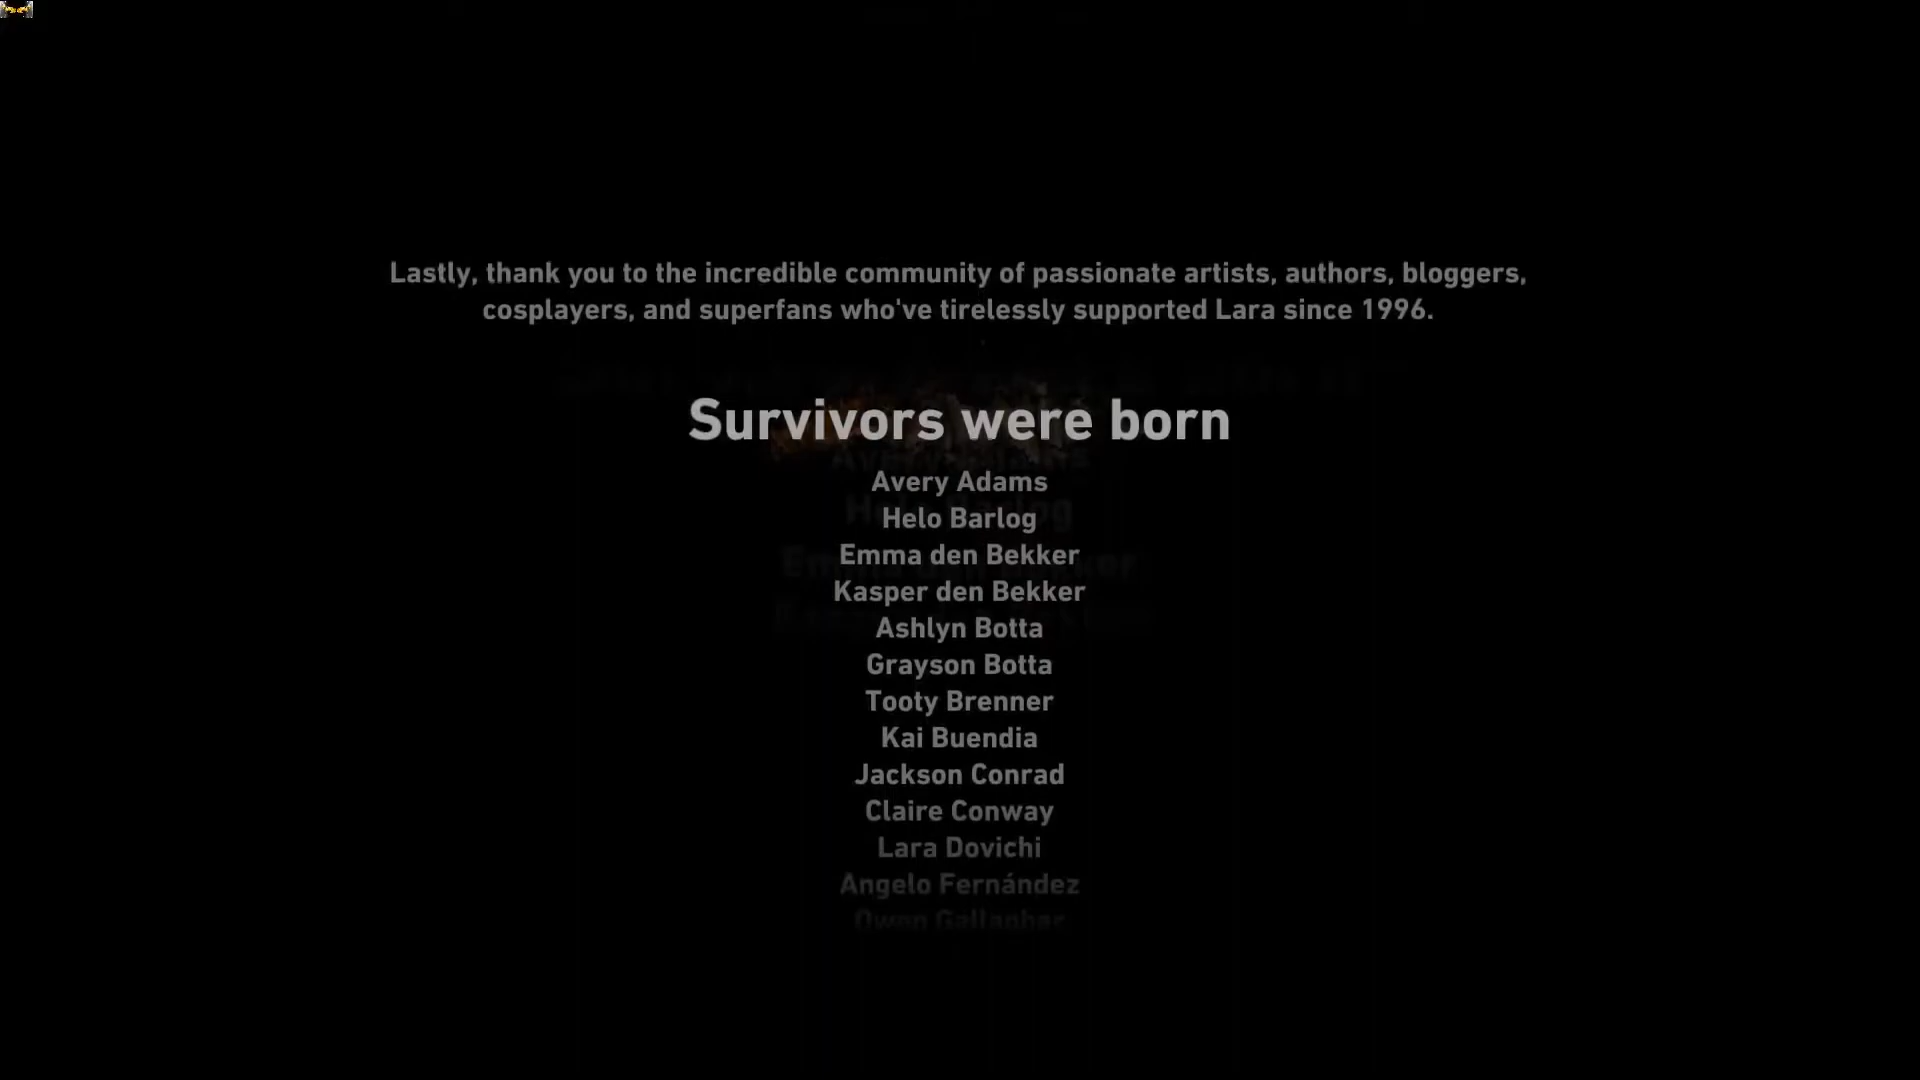 Lastly, thank you to the incredible community of passionate artists, authors, bloggers,
cosplayers, and superfans who've tirelessly supported Lara since 1996.
Survivors were born
Avery Adams
Helo Barlog
Emma den Bekker
Kasper den Bekker
Ashlyn Botta
Grayson Botta
Tooty Brenner
Kai Buendia
Jackson Conrad
Claire Conway
Lara Dovichi
Angelo Fernández
Owen Gallagher